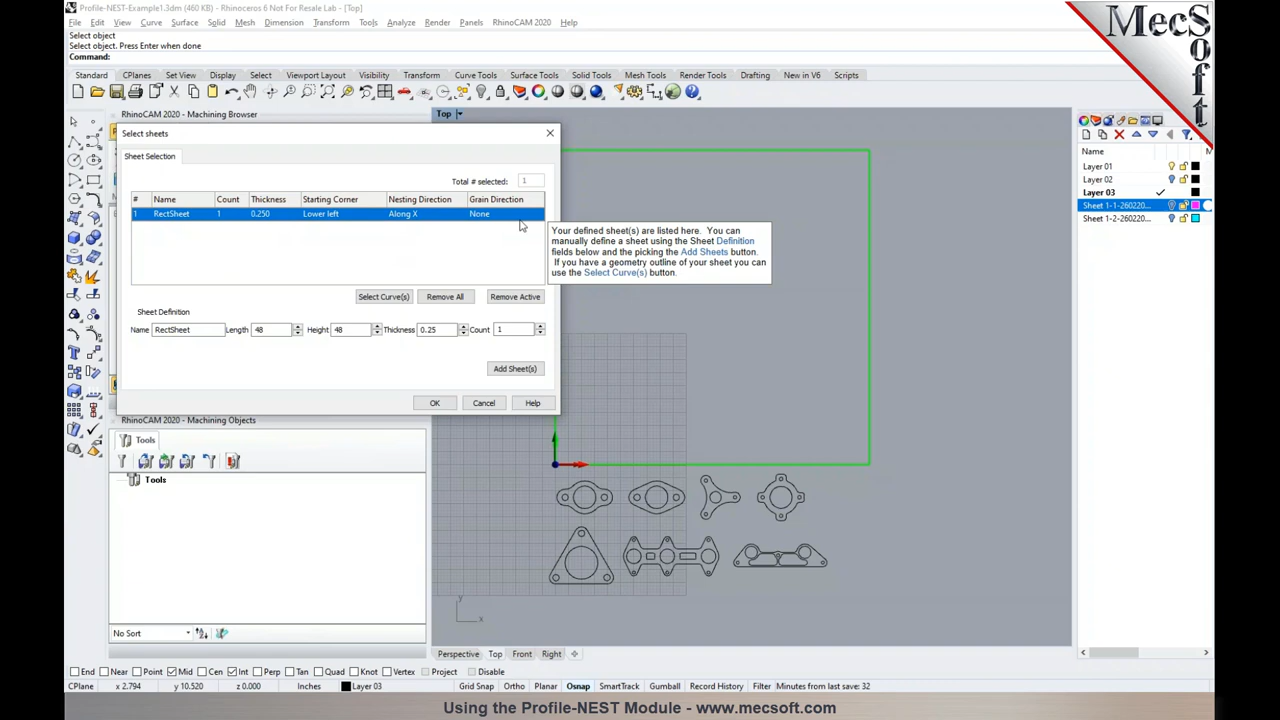 Profile-NEST-Example1.3dm (460 KB) - Rhinoceros 6 Not For Resale Lab - [Top]
File Edit View Curve Surface Solid Mesh Dimension Transform Tools Analyze Render Panels RhinoCAM 2020 Help
Select object
Select object. Press Enter when done
Command:
Standard CPlanes Set View Display Select Viewport Layout Visibility Transform Curve Tools Surface Tools Solid Tools Mesh Tools Render Tools Drafting New in V6 Scripts
RhinoCAM 2020 - Machining Browser
Top
Select sheets
Sheet Selection
Total # selected: 1
# Name Count Thickness Starting Corner Nesting Direction Grain Direction
1 RectSheet 1 0.250 Lower left Along X None
Your defined sheet(s) are listed here. You can
manually define a sheet using the Sheet Definition
fields below and the picking the Add Sheets button.
If you have a geometry outline of your sheet you can
use the Select Curve(s) button.
Select Curve(s) Remove All Remove Active
Sheet Definition
Name RectSheet Length 48 Height 48 Thickness 0.25 Count 1
Add Sheet(s)
OK Cancel Help
RhinoCAM 2020 - Machining Objects
Tools
Tools
No Sort
Name
Layer 01
Layer 02
Layer 03
Sheet 1-1-260220...
Sheet 1-2-260220...
MecSoft
y
x
Perspective Top Front Right
End Near Point Mid Cen Int Perp Tan Quad Knot Vertex Project Disable
CPlane x 2.794 y 10.520 z 0.000 Inches Layer 03 Grid Snap Ortho Planar Osnap SmartTrack Gumball Record History Filter Minutes from last save: 32
Using the Profile-NEST Module - www.mecsoft.com